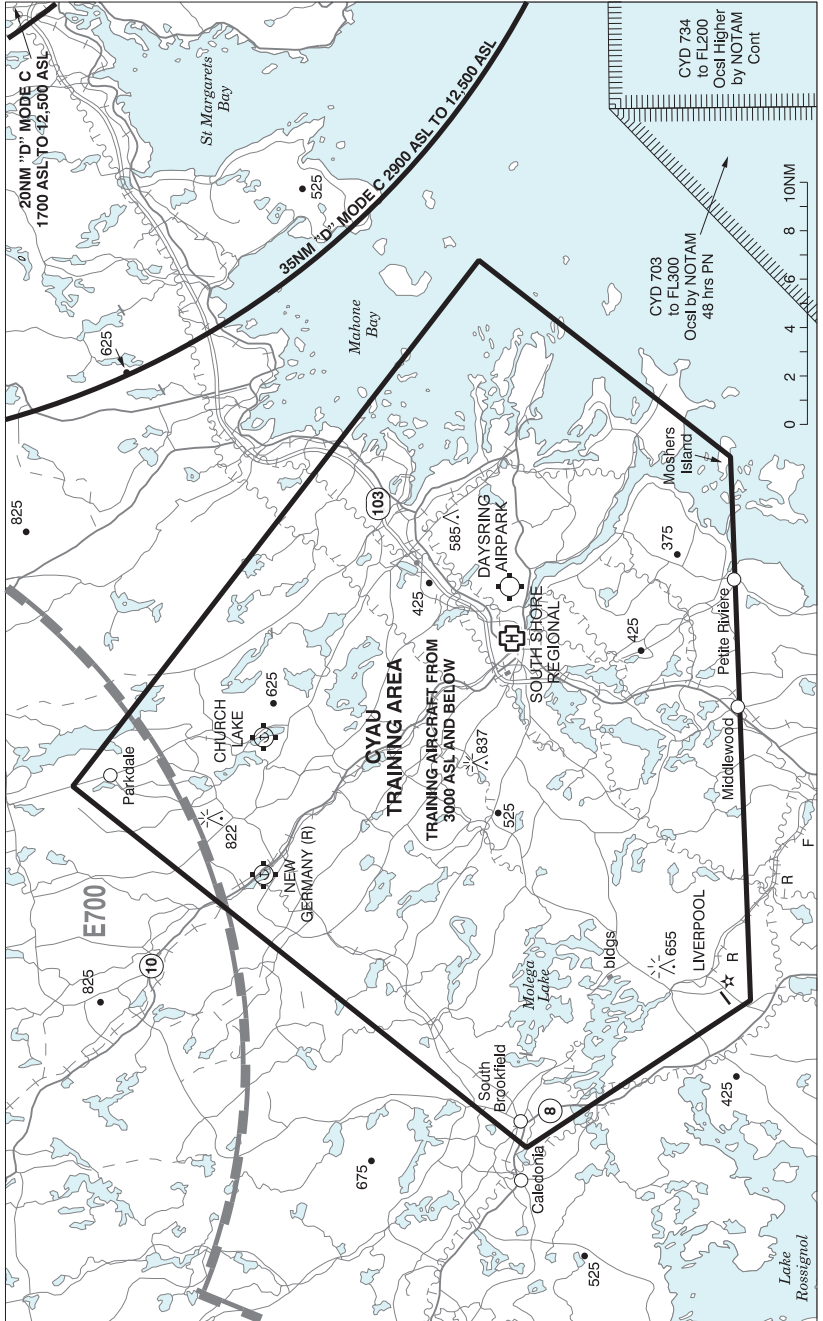 20NM "D" MODE C
1700 ASL TO 12,500 ASL
St Margarets
Bay
CYD 734
to FL200
Ocsl Higher
by NOTAM
Cont
525
35NM "D" MODE C 2900 ASL TO 12,500 ASL
CYD 703
to FL300
Ocsl by NOTAM
48 hrs PN
10NM
8
6
4
2
0
625
Mahone
Bay
825
103
585
DAYSRING
AIRPARK
Moshers
Island
375
425
SOUTH SHORE
REGIONAL
H
425
Petite Rivière
625
CHURCH
LAKE
CYAU
TRAINING AREA
TRAINING AIRCRAFT FROM
3000 ASL AND BELOW
837
Middlewood
Parkdale
822
525
NEW
GERMANY (R)
E700
10
825
Molega
Lake
bldgs
655
LIVERPOOL
R
R
F
South
Brookfield
8
425
675
Caledonia
525
Lake
Rossignol